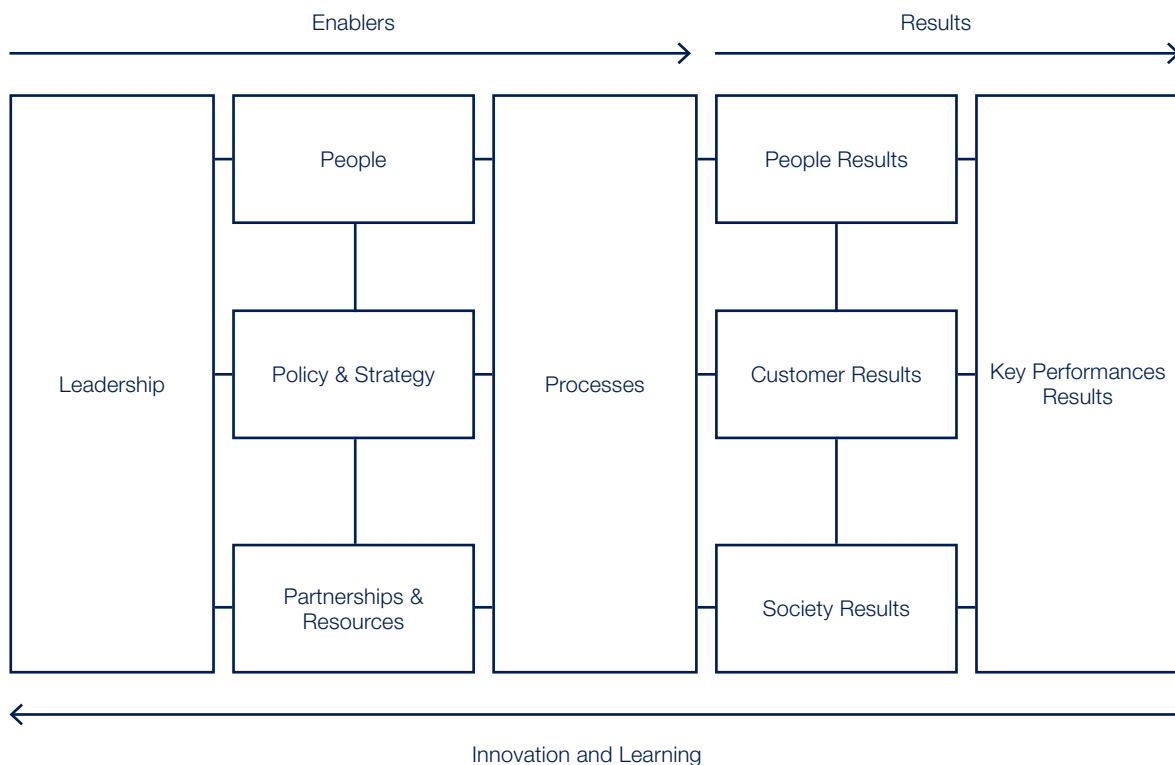 Enablers
Results
People
People Results
Leadership
Policy & Strategy
Processes
Customer Results
Key Performances
Results
Partnerships &
Resources
Society Results
Innovation and Learning